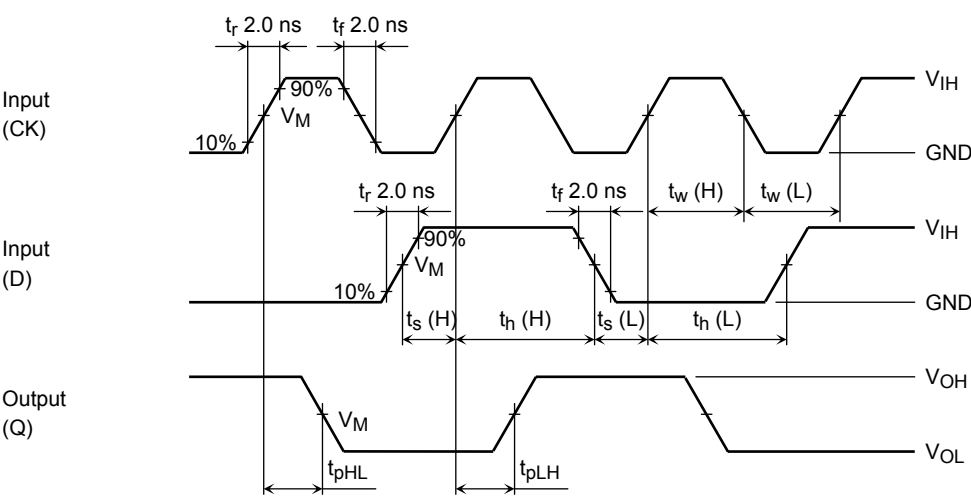 tr 2.0 ns
tf 2.0 ns
Input
(CK)
90%
VM
10%
VIH
GND
tr 2.0 ns
tf 2.0 ns
tw (H)
tw (L)
Input
(D)
90%
VM
10%
VIH
GND
ts (H)
th (H)
ts (L)
th (L)
Output
(Q)
VM
VOH
VOL
tpHL
tpLH